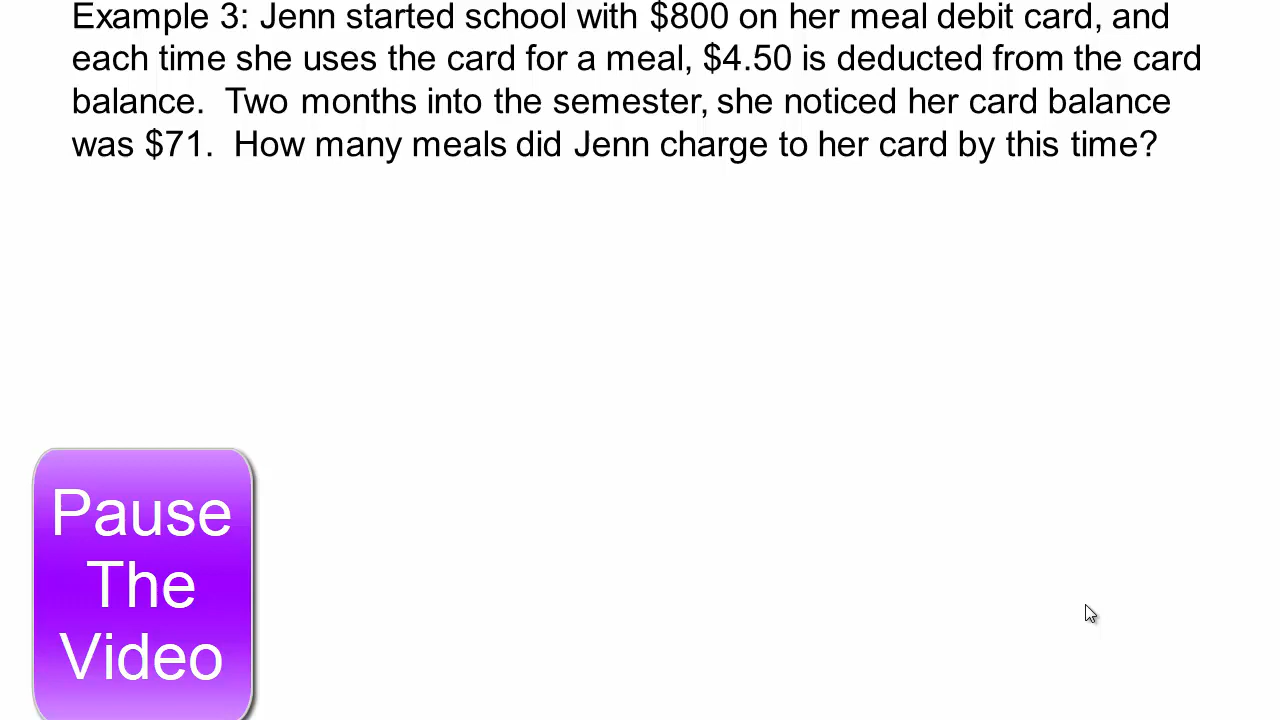 Example 3: Jenn started school with $800 on her meal debit card, and
each time she uses the card for a meal, $4.50 is deducted from the card
balance.  Two months into the semester, she noticed her card balance
was $71.  How many meals did Jenn charge to her card by this time?
Pause
The
Video